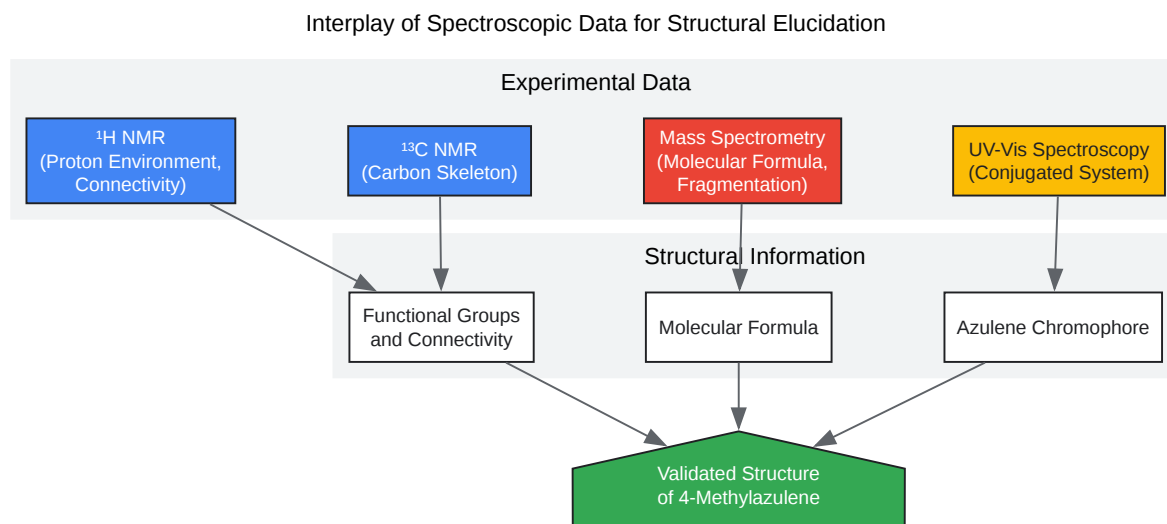 Interplay of Spectroscopic Data for Structural Elucidation
Experimental Data
¹H NMR
(Proton Environment,
Connectivity)
¹³C NMR
(Carbon Skeleton)
Mass Spectrometry
(Molecular Formula,
Fragmentation)
UV-Vis Spectroscopy
(Conjugated System)
Structural Information
Functional Groups
and Connectivity
Molecular Formula
Azulene Chromophore
Validated Structure
of 4-Methylazulene